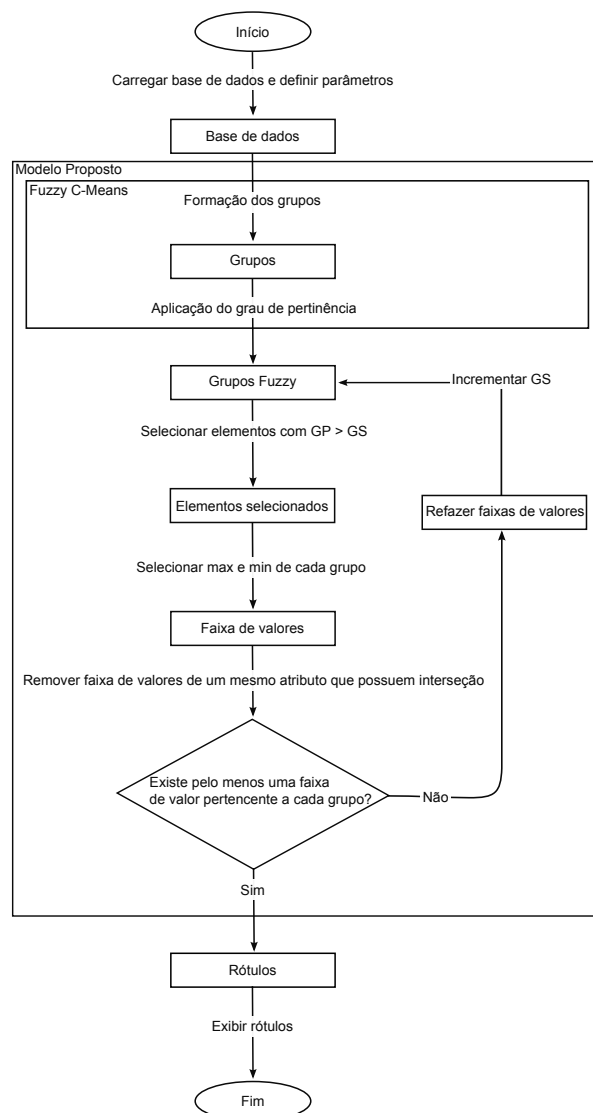 Início
Carregar base de dados e definir parâmetros
Base de dados
Modelo Proposto
Fuzzy C-Means
Formação dos grupos
Grupos
Aplicação do grau de pertinência
Grupos Fuzzy
Incrementar GS
Selecionar elementos com GP > GS
Elementos selecionados
Refazer faixas de valores
Selecionar max e min de cada grupo
Faixa de valores
Remover faixa de valores de um mesmo atributo que possuem interseção
Existe pelo menos uma faixa
de valor pertencente a cada grupo?
Não
Sim
Rótulos
Exibir rótulos
Fim